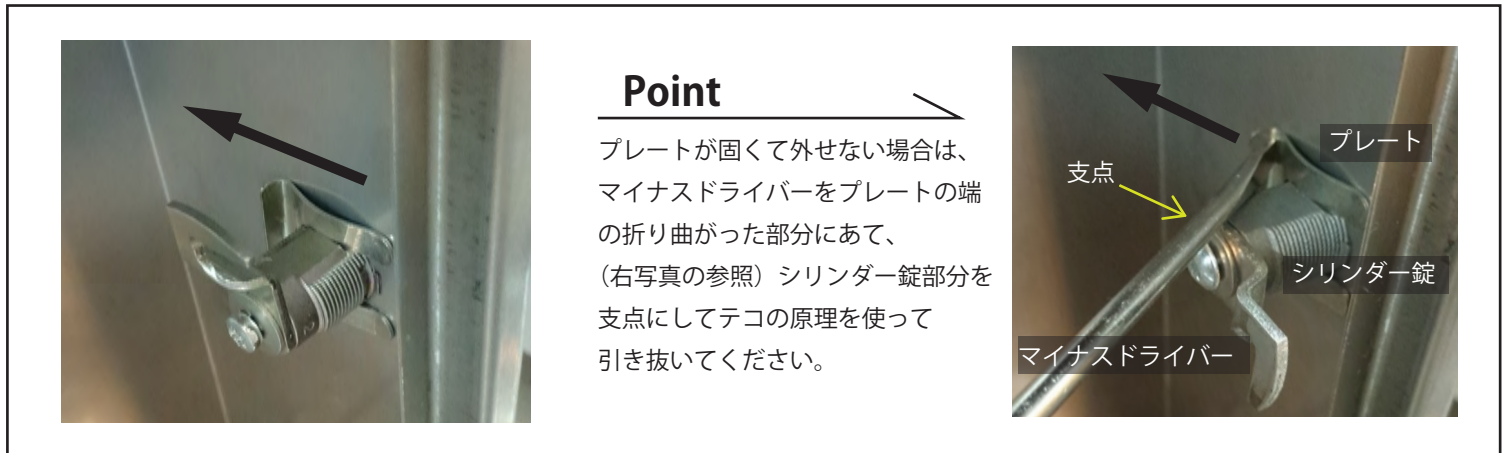 Point
プレートが固くて外せない場合は、
マイナスドライバーをプレートの端
の折り曲がった部分にあて、
（右写真の参照）シリンダー錠部分を
支点にしてテコの原理を使って
引き抜いてください。
プレート
支点
シリンダー錠
マイナスドライバー